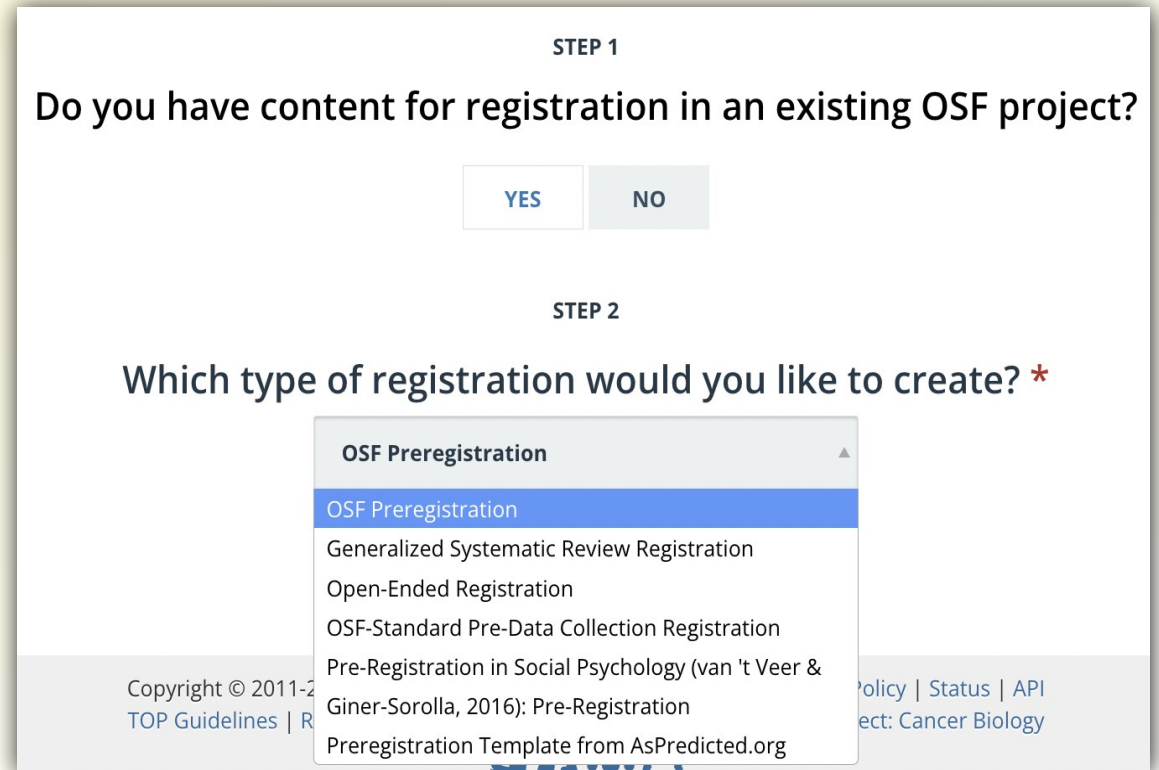 STEP 1
Do you have content for registration in an existing OSF project?
YES NO
STEP 2
Which type of registration would you like to create? *
OSF Preregistration
OSF Preregistration
Generalized Systematic Review Registration
Open-Ended Registration
OSF-Standard Pre-Data Collection Registration
Pre-Registration in Social Psychology (van 't Veer &
Giner-Sorolla, 2016): Pre-Registration
Preregistration Template from AsPredicted.org
Copyright © 2011-2 Policy | Status | API
TOP Guidelines | R ect: Cancer Biology